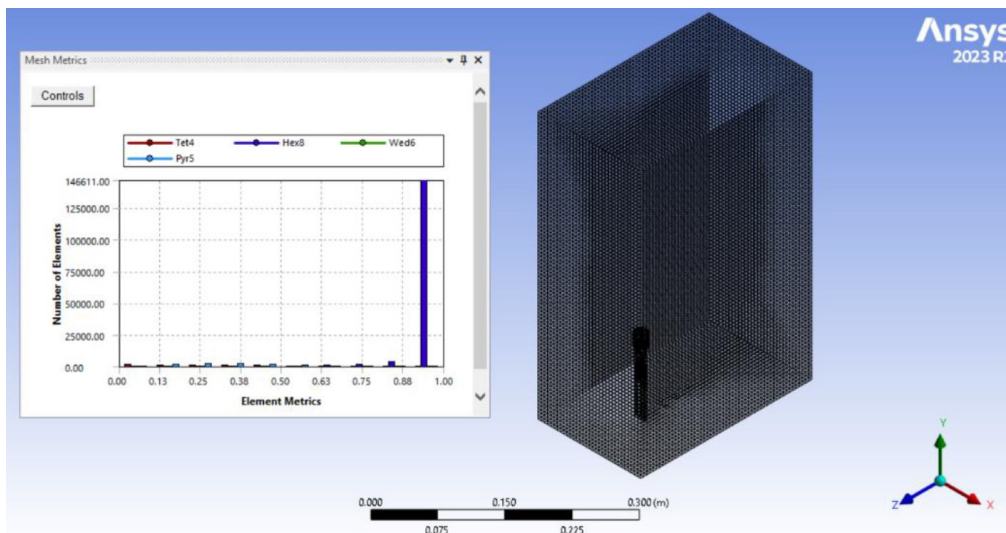 Ansys
2023 R
Mesh Metrics
Controls
Tet4 Hex8 Wed6
Pyr5
146611.00
125000.00
100000.00
75000.00
50000.00
25000.00
0.00
Number of Elements
0.00 0.13 0.25 0.38 0.50 0.63 0.75 0.88 1.00
Element Metrics
0.000 0.150 0.300 (m)
0.075 0.225
Y
Z X